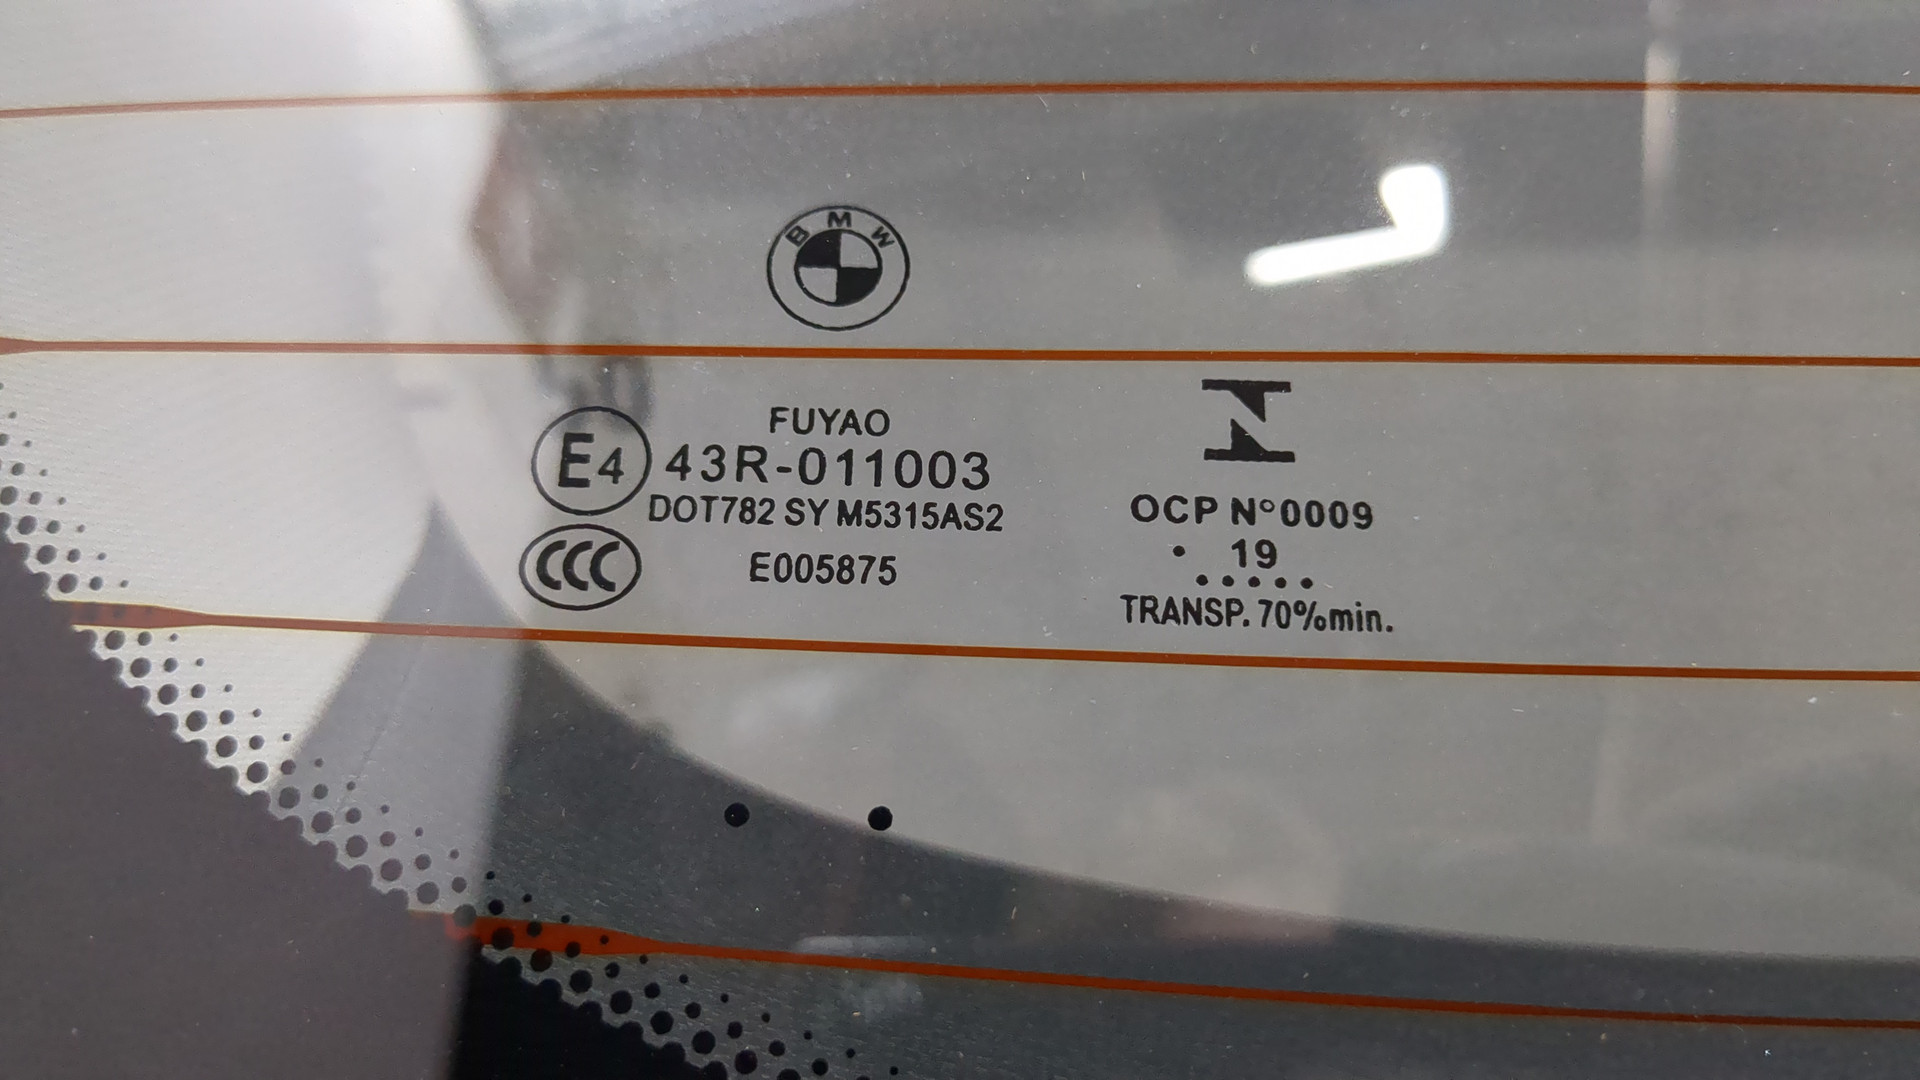 BMW
FUYAO
E4 43R-011003
DOT782 SY M5315AS2
CCC E005875
N
OCP N°0009
. 19
.....
TRANSP. 70%min.